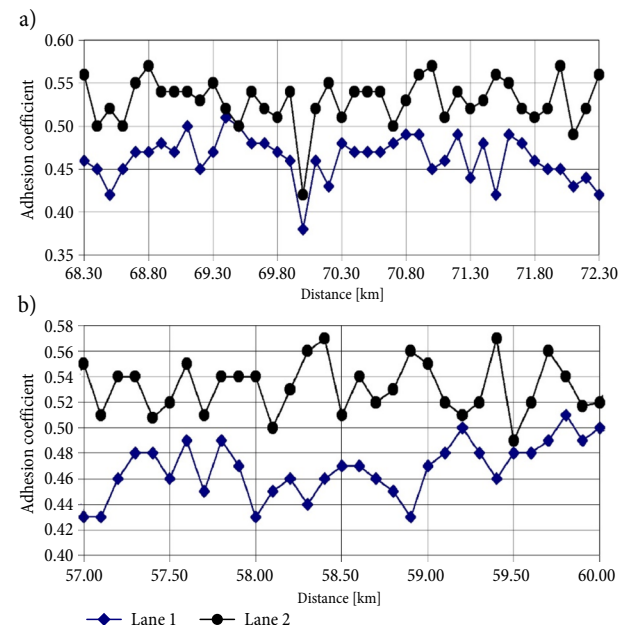 a)
0.60
0.55
0.50
0.45
0.40
0.35
Adhesion coefficient
68.30 68.80 69.30 69.80 70.30 70.80 71.30 71.80 72.30
Distance [km]
b)
0.58
0.56
0.54
0.52
0.50
0.48
0.46
0.44
0.42
0.40
Adhesion coefficient
57.00 57.50 58.00 58.50 59.00 59.50 60.00
Distance [km]
Lane 1 Lane 2